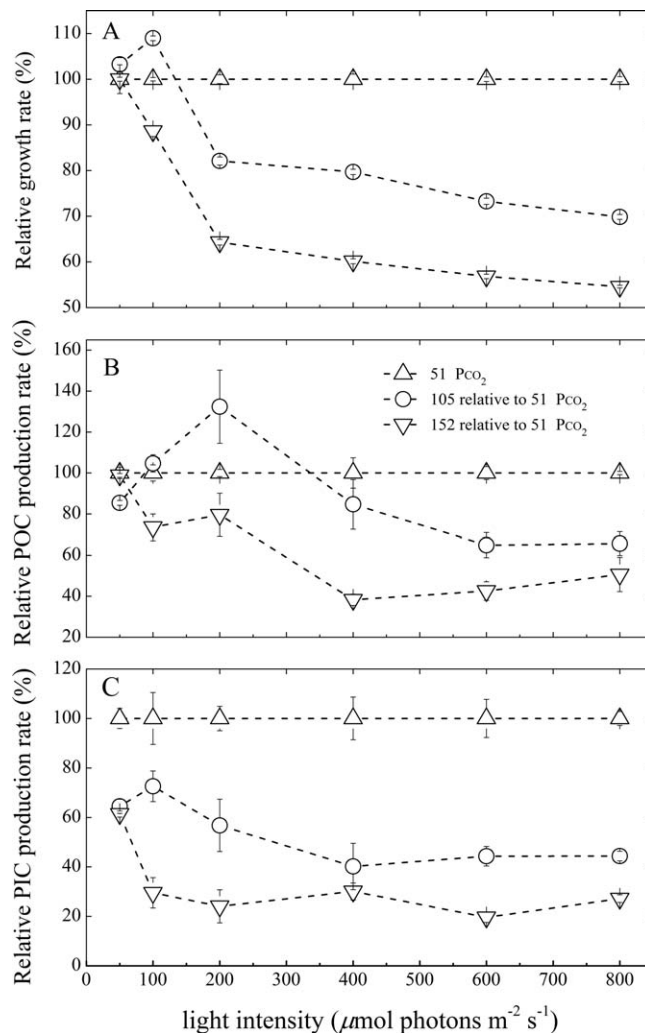 A
Relative growth rate (%)
110
100
90
80
70
60
50
B
Relative POC production rate (%)
160
140
120
100
80
60
40
20
51 PCO₂
105 relative to 51 PCO₂
152 relative to 51 PCO₂
C
Relative PIC production rate (%)
120
100
80
60
40
20
0
0 100 200 300 400 500 600 700 800
light intensity (μmol photons m⁻² s⁻¹)